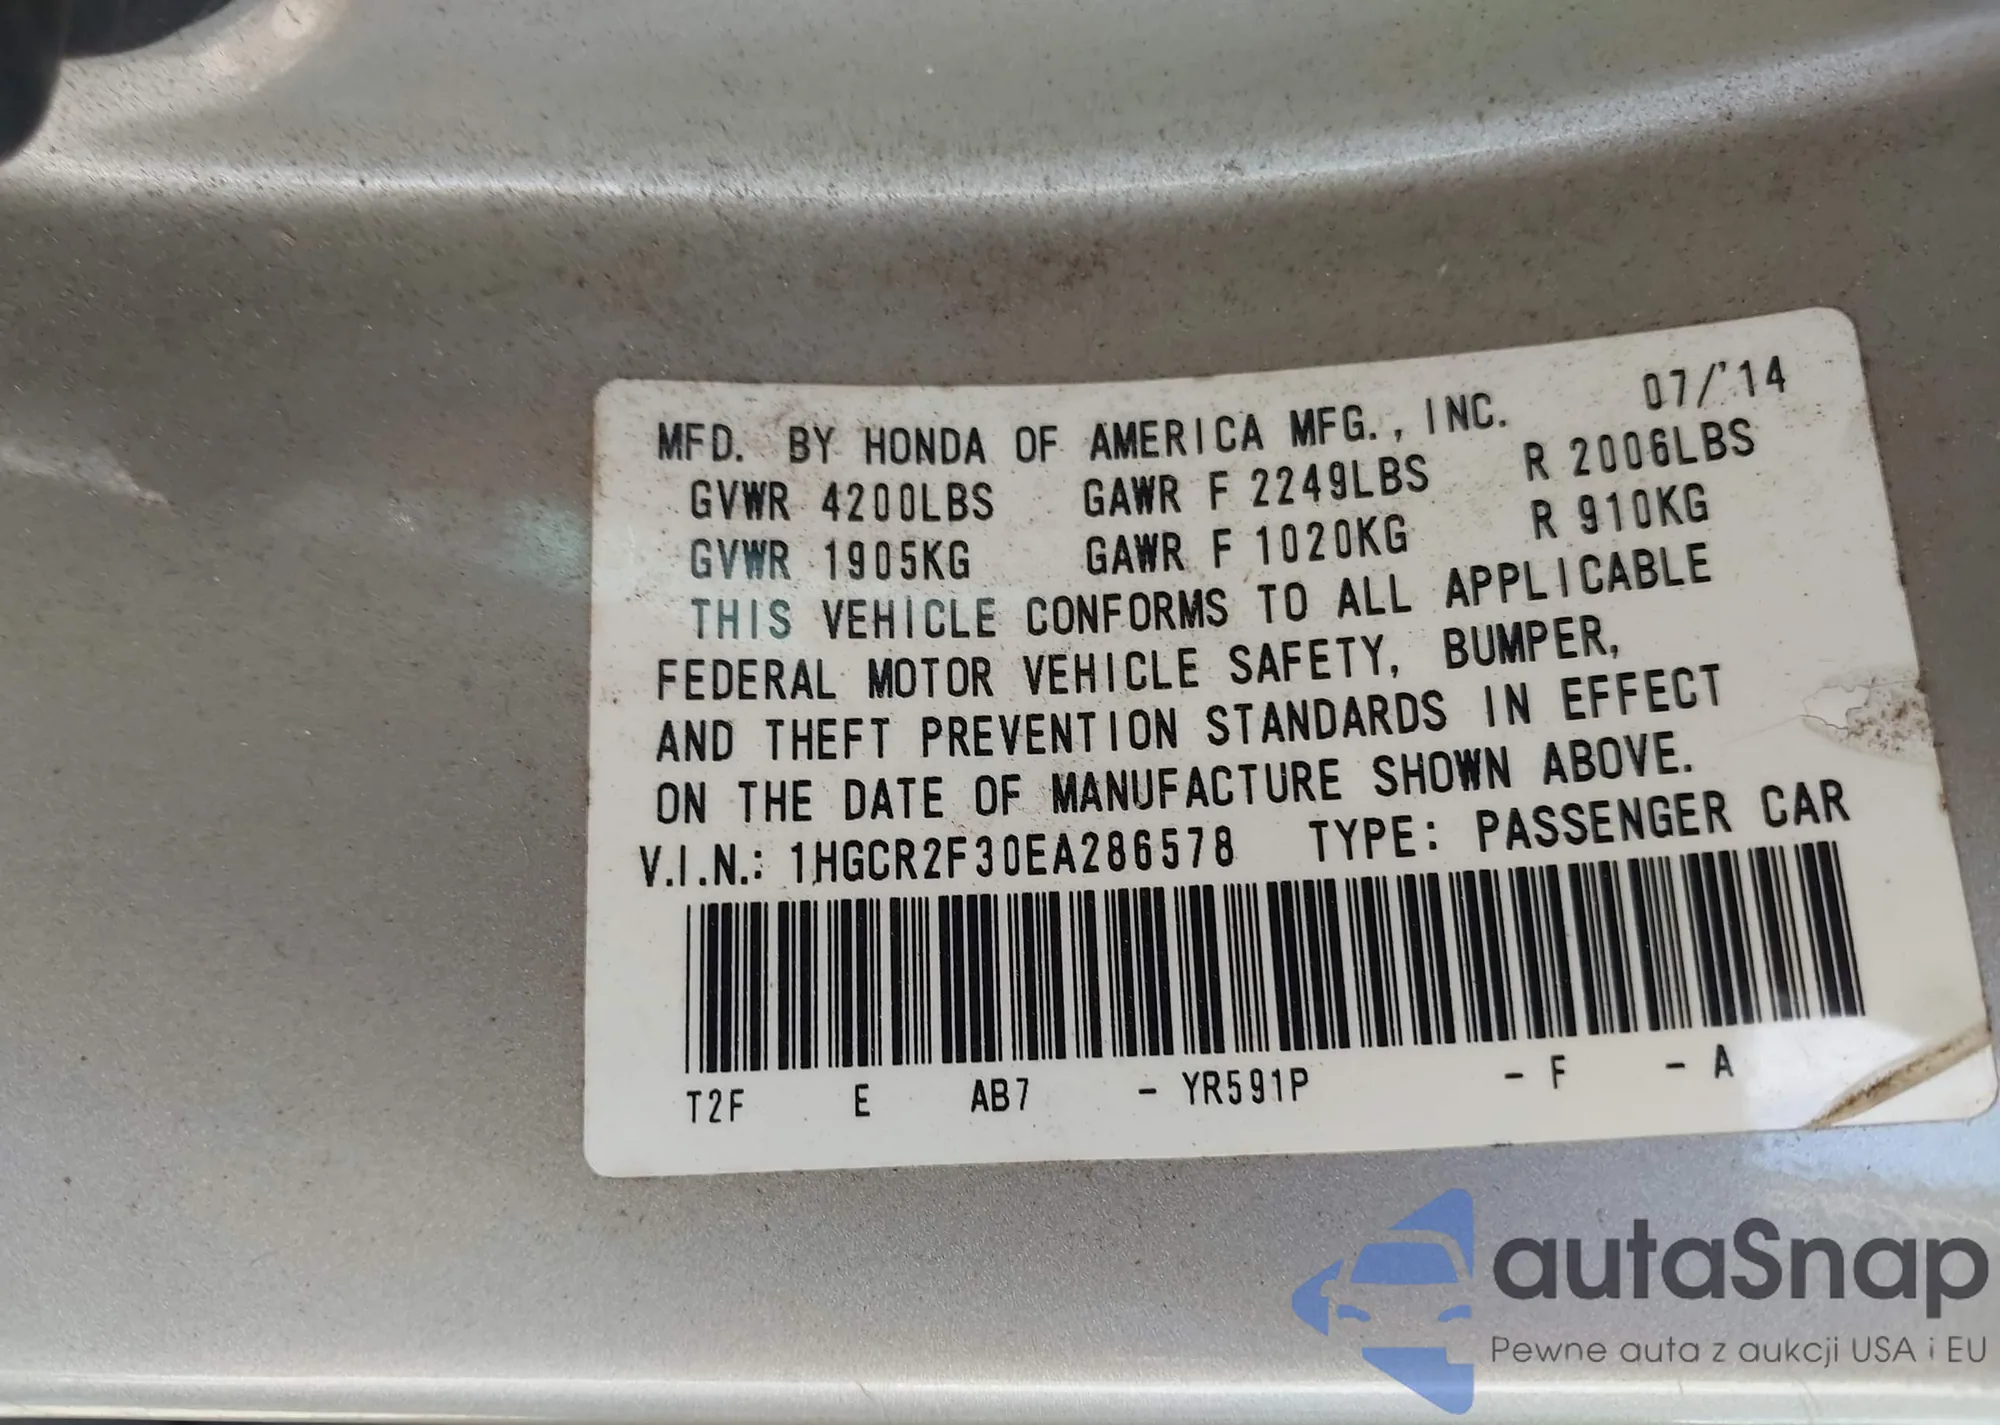 MFD. BY HONDA OF AMERICA MFG., INC. 07/'14
GVWR 4200LBS GAWR F 2249LBS R 2006LBS
GVWR 1905KG GAWR F 1020KG R 910KG
THIS VEHICLE CONFORMS TO ALL APPLICABLE
FEDERAL MOTOR VEHICLE SAFETY, BUMPER,
AND THEFT PREVENTION STANDARDS IN EFFECT
ON THE DATE OF MANUFACTURE SHOWN ABOVE.
V.I.N.: 1HGCR2F30EA286578 TYPE: PASSENGER CAR
T2F E AB7 - YR591P - F - A
autaSnap
Pewne auta z aukcji USA i EU